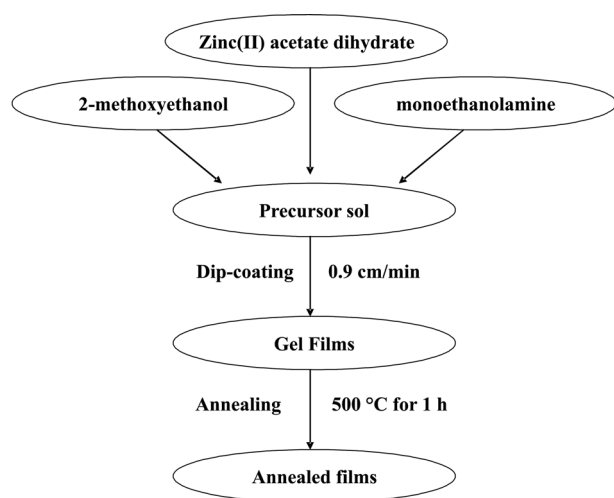 Zinc(II) acetate dihydrate
2-methoxyethanol
monoethanolamine
Precursor sol
Dip-coating 0.9 cm/min
Gel Films
Annealing 500 °C for 1 h
Annealed films